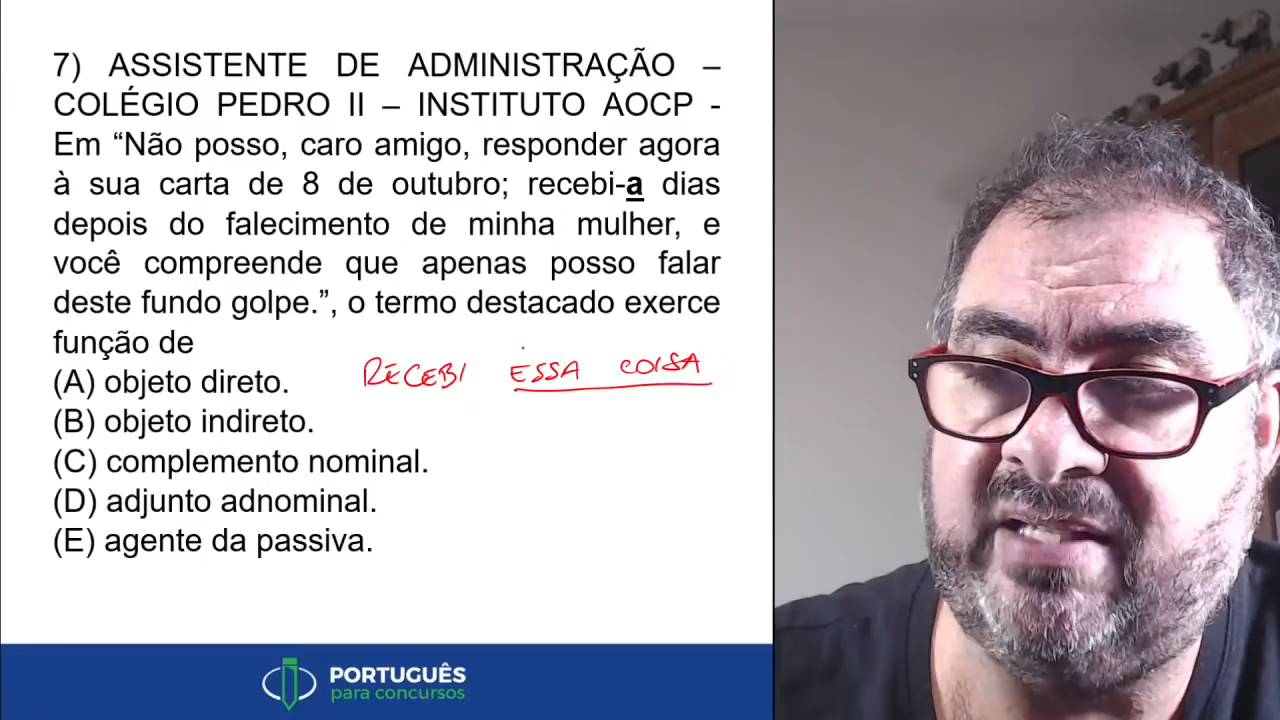 7) ASSISTENTE DE ADMINISTRAÇÃO –
COLÉGIO PEDRO II – INSTITUTO AOCP -
Em “Não posso, caro amigo, responder agora
à sua carta de 8 de outubro; recebi-a dias
depois do falecimento de minha mulher, e
você compreende que apenas posso falar
deste fundo golpe.”, o termo destacado exerce
função de
(A) objeto direto.
RECEBI ESSA COISA
(B) objeto indireto.
(C) complemento nominal.
(D) adjunto adnominal.
(E) agente da passiva.
PORTUGUÊS
para concursos